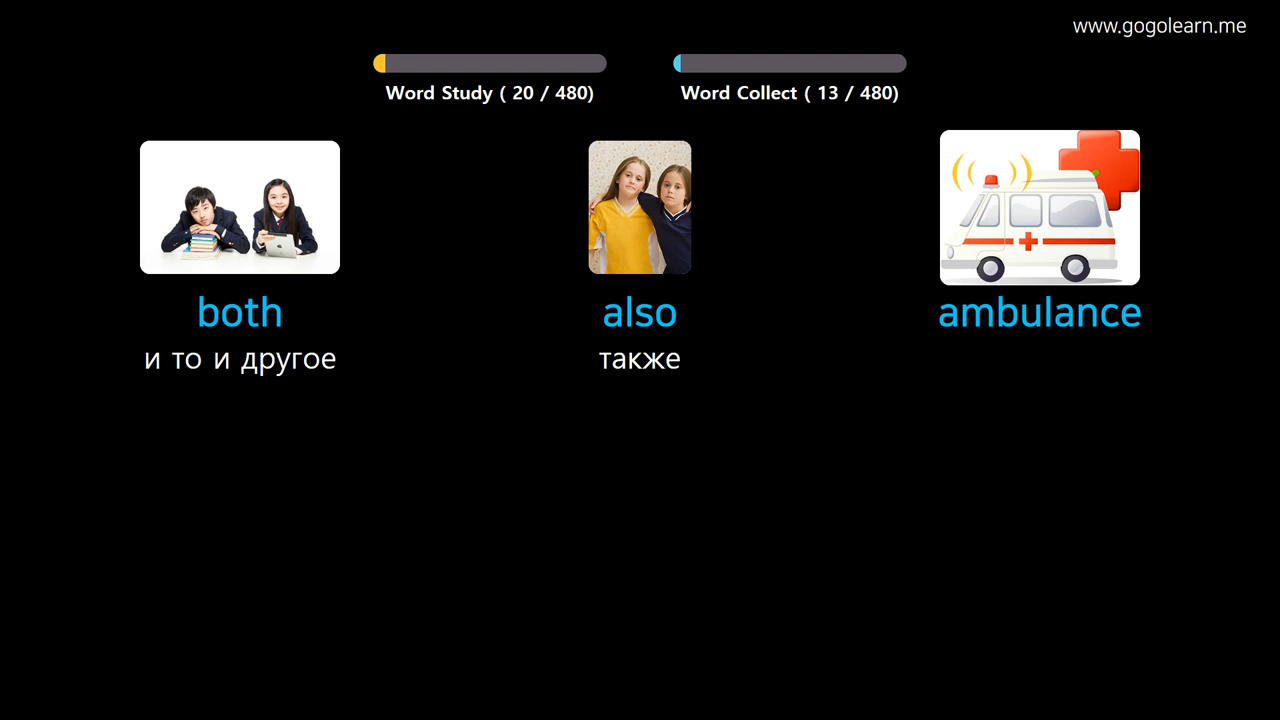 www.gogolearn.me
Word Study ( 20 / 480)
Word Collect ( 13 / 480)
both
also
ambulance
и то и другое
также